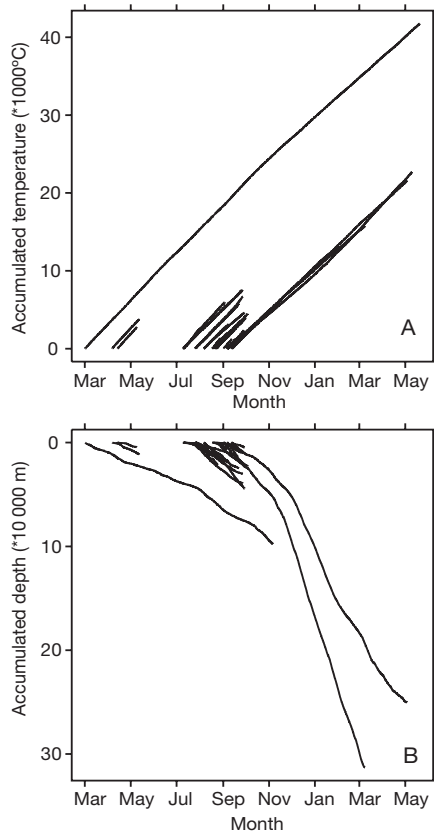 Accumulated temperature (*1000ºC)
40
30
20
10
0
A
Mar May Jul Sep Nov Jan Mar May
Month
Accumulated depth (*10 000 m)
0
10
20
30
B
Mar May Jul Sep Nov Jan Mar May
Month